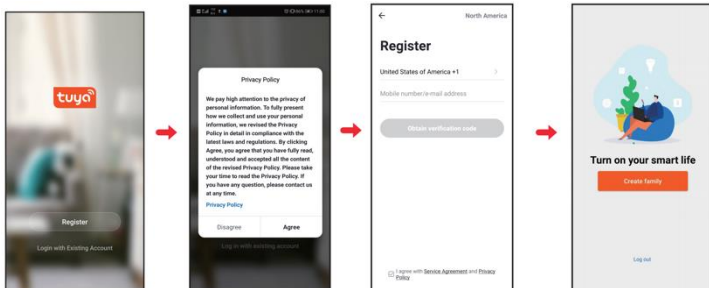 tuya
Register
Login with Existing Account
Privacy Policy
We pay high attention to the privacy of
personal information. To fully present
how we collect and use your personal
information, we revised the Privacy
Policy in detail in compliance with the
latest laws and regulations. By clicking
Agree, you agree that you have fully read,
understood and accepted all the content
of the revised Privacy Policy. Please take
your time to read the Privacy Policy. If
you have any question, please contact us
at any time.
Privacy Policy
Disagree Agree
Log in with existing account
North America
Register
United States of America +1
Mobile number/e-mail address
Obtain verification code
I agree with Service Agreement and Privacy
Policy
Turn on your smart life
Create family
Log out